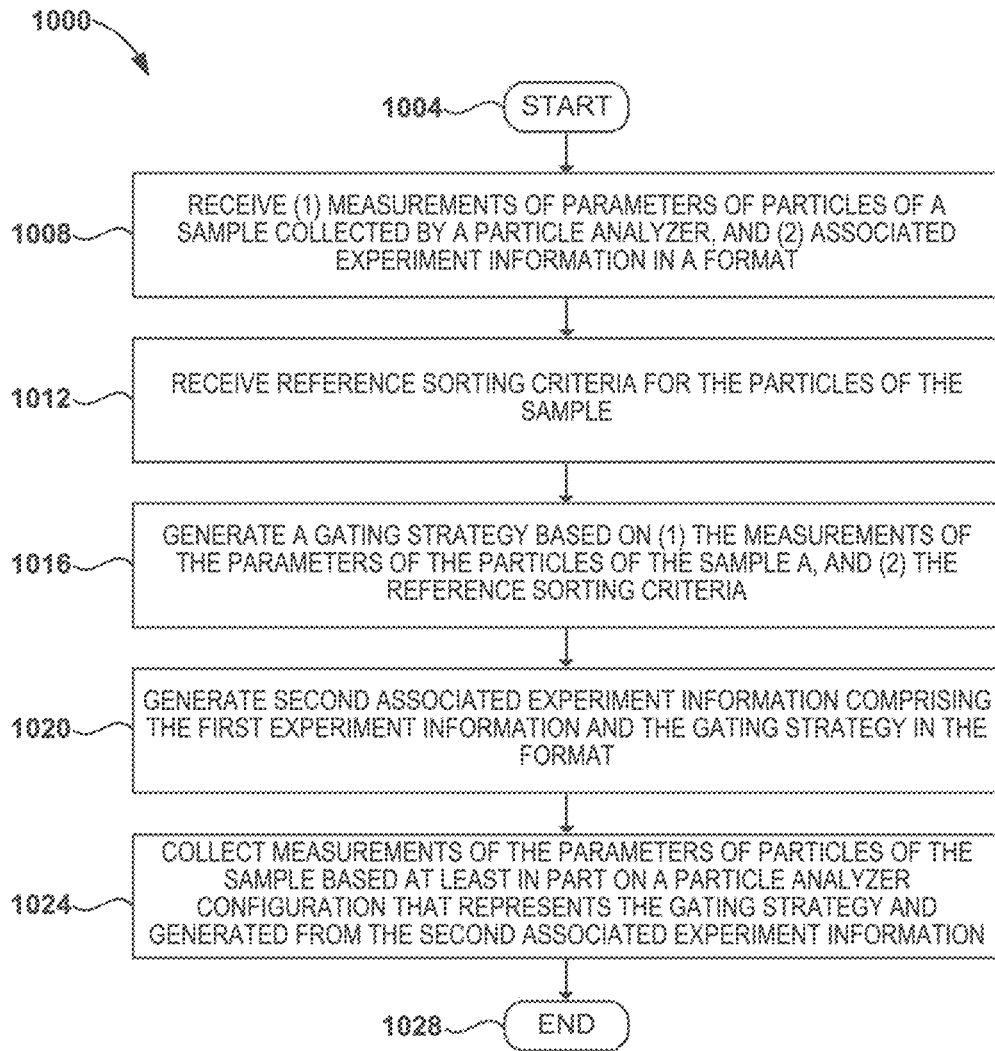 1000
1004
START
1008
RECEIVE (1) MEASUREMENTS OF PARAMETERS OF PARTICLES OF A
SAMPLE COLLECTED BY A PARTICLE ANALYZER, AND (2) ASSOCIATED
EXPERIMENT INFORMATION IN A FORMAT
1012
RECEIVE REFERENCE SORTING CRITERIA FOR THE PARTICLES OF THE
SAMPLE
1016
GENERATE A GATING STRATEGY BASED ON (1) THE MEASUREMENTS OF
THE PARAMETERS OF THE PARTICLES OF THE SAMPLE A, AND (2) THE
REFERENCE SORTING CRITERIA
1020
GENERATE SECOND ASSOCIATED EXPERIMENT INFORMATION COMPRISING
THE FIRST EXPERIMENT INFORMATION AND THE GATING STRATEGY IN THE
FORMAT
1024
COLLECT MEASUREMENTS OF THE PARAMETERS OF PARTICLES OF THE
SAMPLE BASED AT LEAST IN PART ON A PARTICLE ANALYZER
CONFIGURATION THAT REPRESENTS THE GATING STRATEGY AND
GENERATED FROM THE SECOND ASSOCIATED EXPERIMENT INFORMATION
1028
END